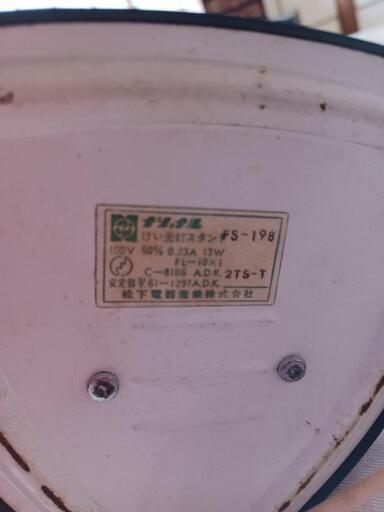 ナショナル
けい光灯スタンド FS-198
100V 60% 0.23A 13W
FL-10×1
C-8106 A.D.K. 2TS-T
安定器〒61-1297A.D.K.
松下電器産業株式会社